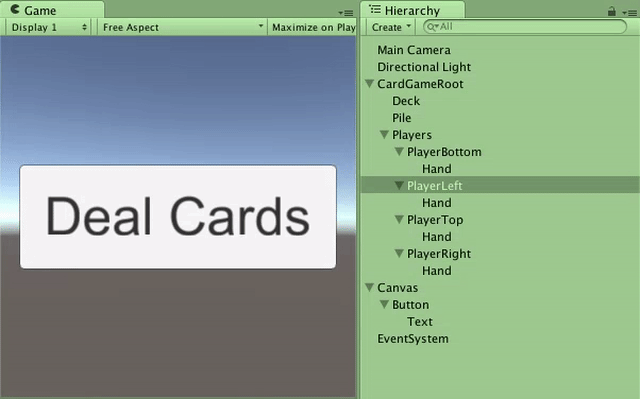 Game
Display 1
Free Aspect
Maximize on Play
Deal Cards
Hierarchy
Create
All
Main Camera
Directional Light
CardGameRoot
Deck
Pile
Players
PlayerBottom
Hand
PlayerLeft
Hand
PlayerTop
Hand
PlayerRight
Hand
Canvas
Button
Text
EventSystem